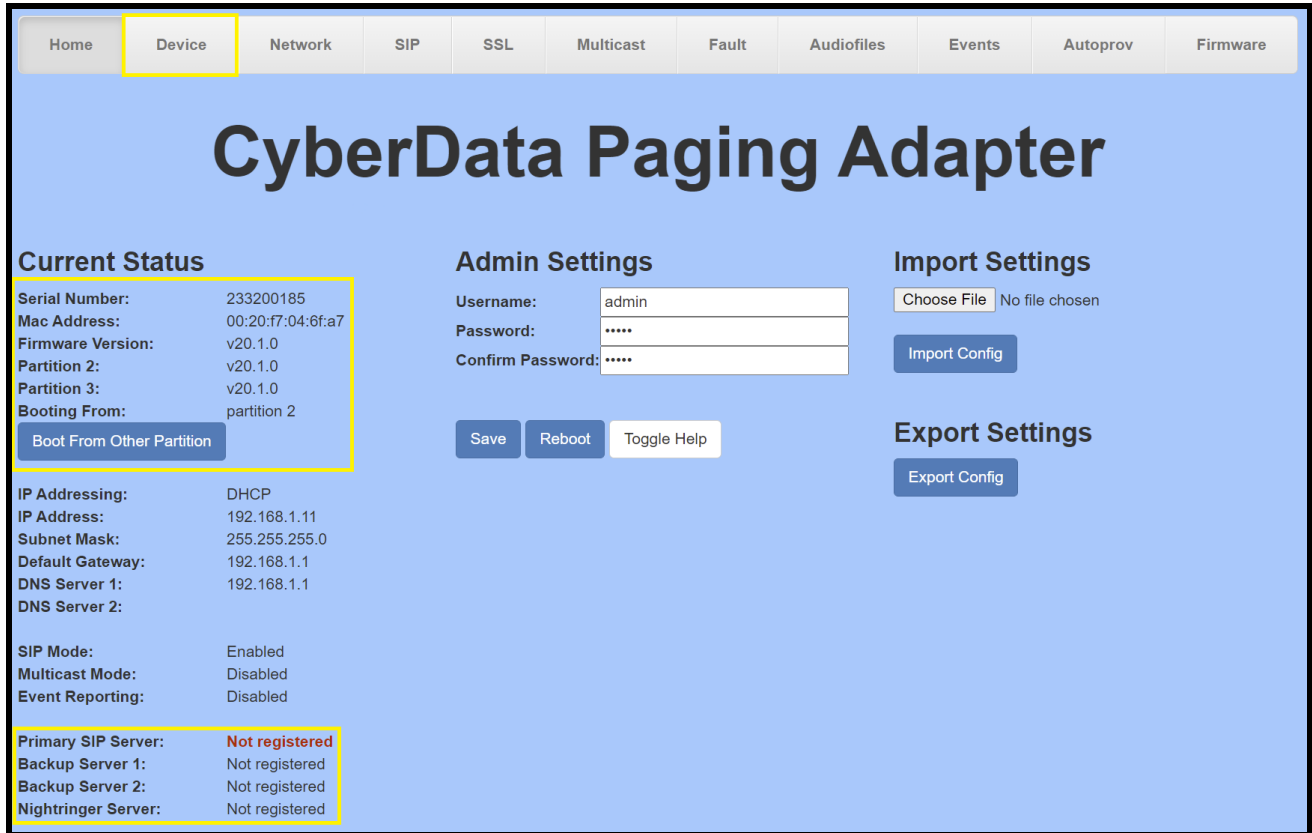 Home Device Network SIP SSL Multicast Fault Audiofiles Events Autoprov Firmware
CyberData Paging Adapter
Current Status
Serial Number: 233200185
Mac Address: 00:20:f7:04:6f:a7
Firmware Version: v20.1.0
Partition 2: v20.1.0
Partition 3: v20.1.0
Booting From: partition 2
Boot From Other Partition
IP Addressing: DHCP
IP Address: 192.168.1.11
Subnet Mask: 255.255.255.0
Default Gateway: 192.168.1.1
DNS Server 1: 192.168.1.1
DNS Server 2:
SIP Mode: Enabled
Multicast Mode: Disabled
Event Reporting: Disabled
Primary SIP Server: Not registered
Backup Server 1: Not registered
Backup Server 2: Not registered
Nightringer Server: Not registered
Admin Settings
Username: admin
Password: •••••
Confirm Password: •••••
Save Reboot Toggle Help
Import Settings
Choose File No file chosen
Import Config
Export Settings
Export Config